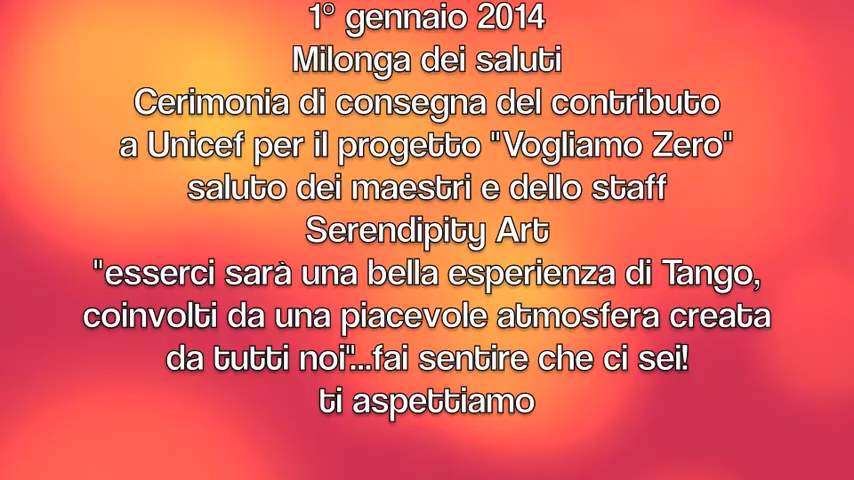 1° gennaio 2014
Milonga dei saluti
Cerimonia di consegna del contributo
a Unicef per il progetto "Vogliamo Zero"
saluto dei maestri e dello staff
Serendipity Art
"esserci sarà una bella esperienza di Tango,
coinvolti da una piacevole atmosfera creata
da tutti noi"...fai sentire che ci sei!
ti aspettiamo